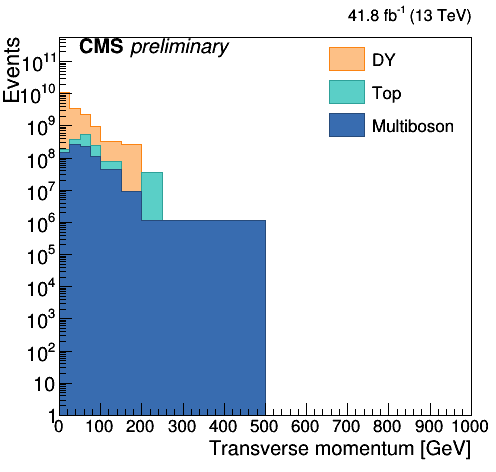 41.8 fb⁻¹ (13 TeV)
CMS preliminary
Events
10¹¹
10¹⁰
10⁹
10⁸
10⁷
10⁶
10⁵
10⁴
10³
10²
10
1
DY
Top
Multiboson
0 100 200 300 400 500 600 700 800 900 1000
Transverse momentum [GeV]